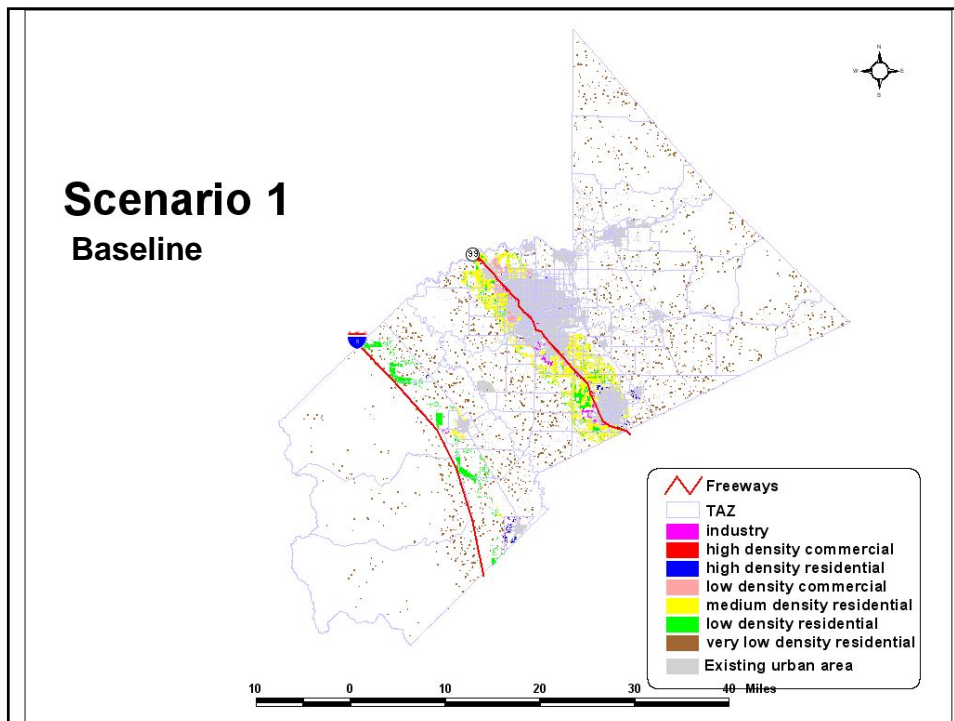 Scenario 1
Baseline
N
W E
S
99
5
Freeways
TAZ
industry
high density commercial
high density residential
low density commercial
medium density residential
low density residential
very low density residential
Existing urban area
10 0 10 20 30 40 Miles